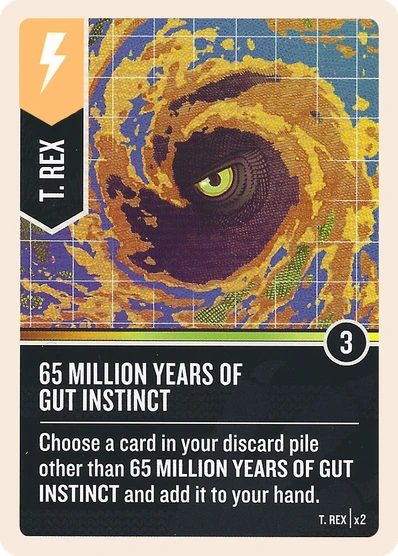 T. REX
3
65 MILLION YEARS OF
GUT INSTINCT
Choose a card in your discard pile
other than 65 MILLION YEARS OF GUT
INSTINCT and add it to your hand.
T. REX | x2